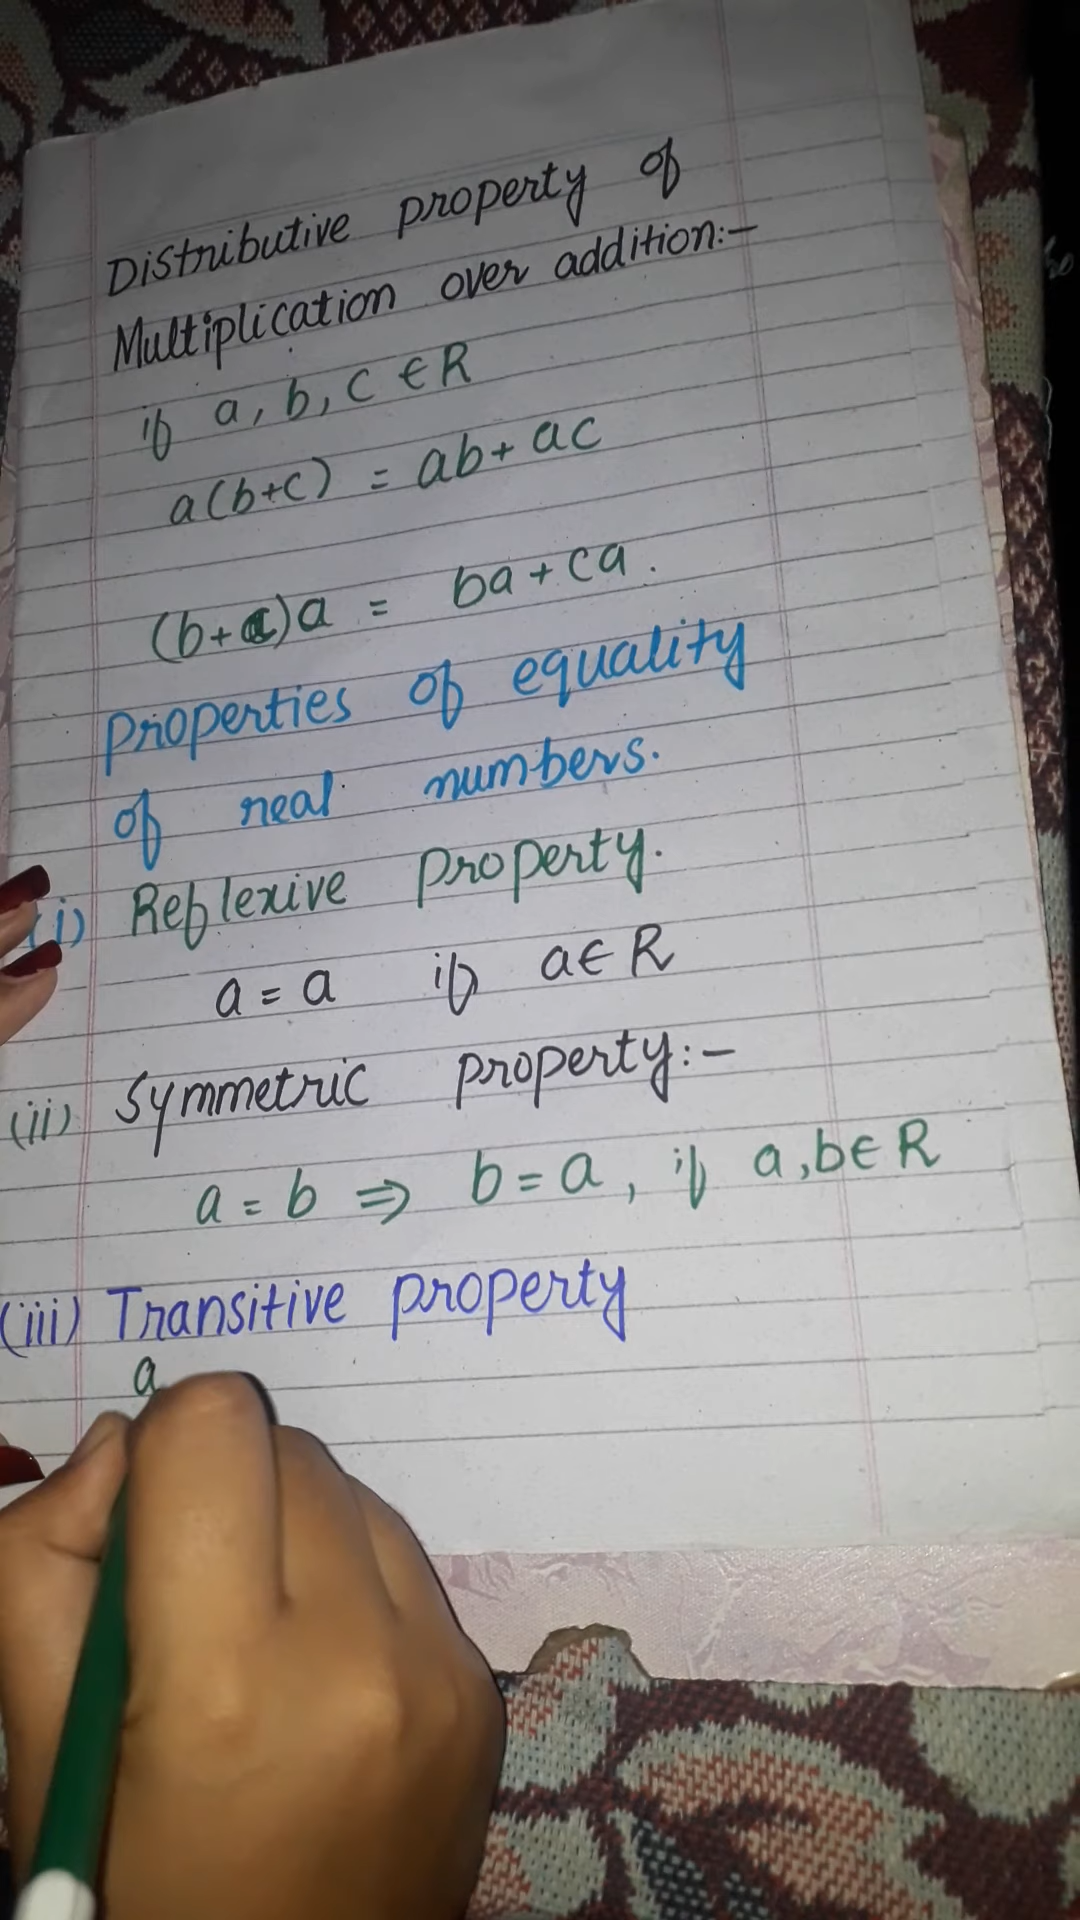 Distributive property of
Multiplication over addition:-
if a, b, c ∈ R
a(b+c) = ab + ac
(b+c)a = ba + ca.
Properties of equality
of real numbers.
(i) Reflexive Property.
a = a if a ∈ R
(ii) Symmetric property:-
a = b ⇒ b = a, if a, b ∈ R
(iii) Transitive property
a